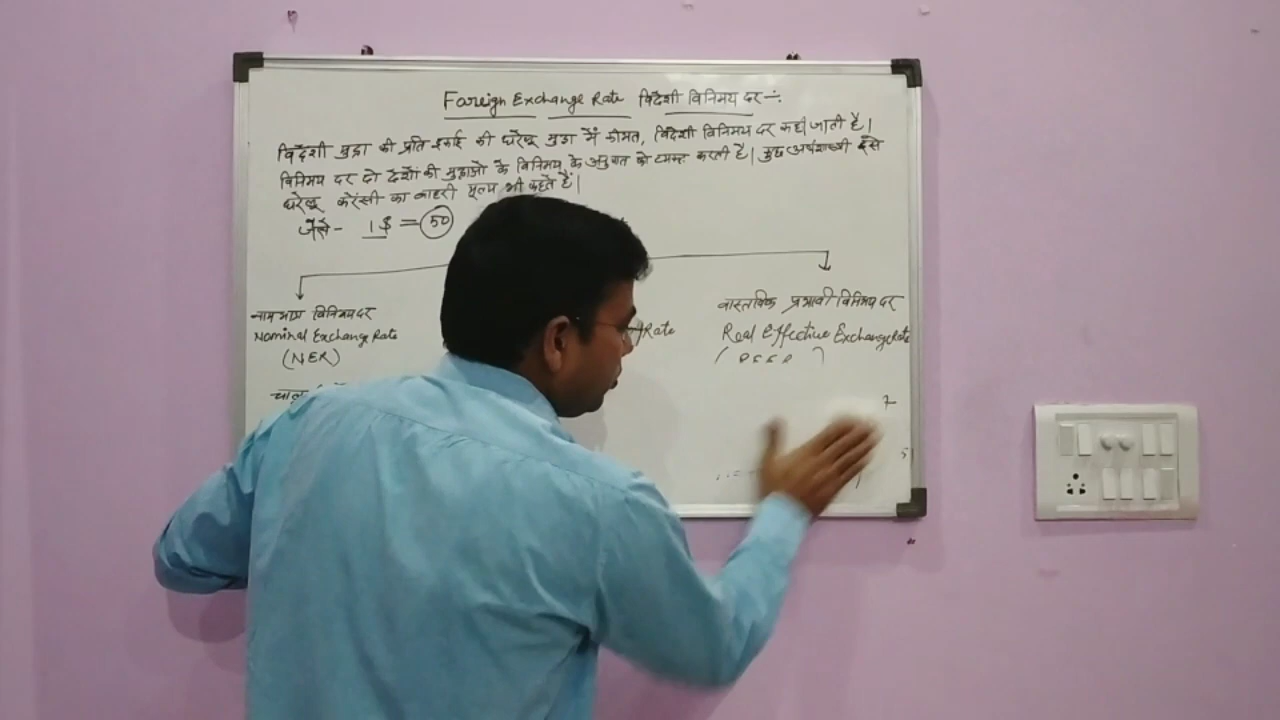 Foreign Exchange Rate विदेशी विनिमय दर÷
विदेशी मुद्रा की प्रति इकाई की घरेलू मुद्रा में कीमत, विदेशी विनिमय दर कही जाती है।
विनिमय दर दो देशों की मुद्राओ के विनिमय के अनुपात को व्यक्त करती है। कुछ अर्थशास्त्री इसे
घरेलू करेंसी का बाहरी मूल्य भी कहते हैं।
जैसे- 1$ = 50
नाममात्र विनिमय दर
Nominal Exchange Rate
(NER)
चालू
Rate
वास्तविक प्रभावी विनिमय दर
Real Effective Exchange Rate